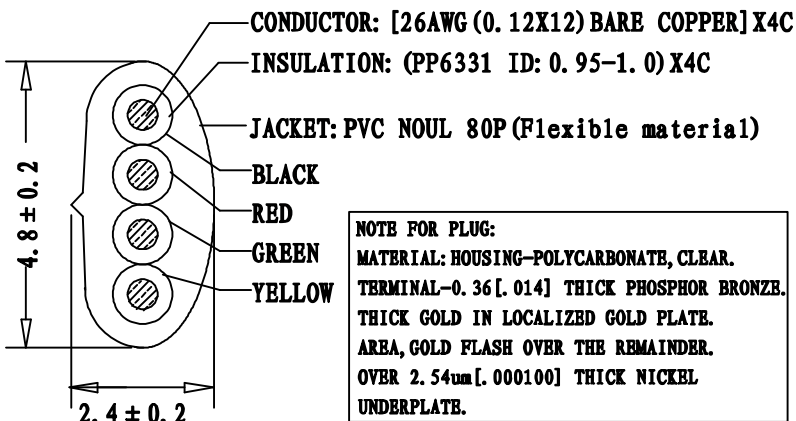 CONDUCTOR: [26AWG(0.12X12)BARE COPPER]X4C
INSULATION: (PP6331 ID:0.95-1.0)X4C
JACKET:PVC NOUL 80P(Flexible material)
BLACK
RED
GREEN
YELLOW
4.8±0.2
2.4±0.2
NOTE FOR PLUG:
MATERIAL:HOUSING-POLYCARBONATE,CLEAR.
TERMINAL-0.36[.014] THICK PHOSPHOR BRONZE.
THICK GOLD IN LOCALIZED GOLD PLATE.
AREA,GOLD FLASH OVER THE REMAINDER.
OVER 2.54um[.000100] THICK NICKEL
UNDERPLATE.